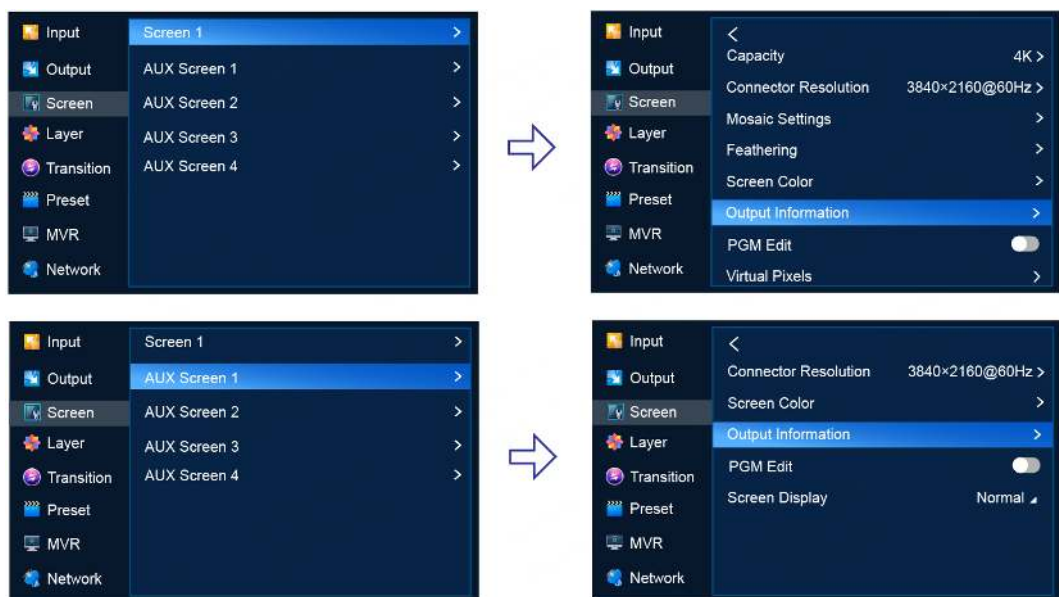 Input
Output
Screen
Layer
Transition
Preset
MVR
Network
Screen 1 >
AUX Screen 1 >
AUX Screen 2 >
AUX Screen 3 >
AUX Screen 4 >
Input
Output
Screen
Layer
Transition
Preset
MVR
Network
<
Capacity 4K >
Connector Resolution 3840×2160@60Hz >
Mosaic Settings >
Feathering >
Screen Color >
Output Information >
PGM Edit
Virtual Pixels >
Input
Output
Screen
Layer
Transition
Preset
MVR
Network
Screen 1 >
AUX Screen 1 >
AUX Screen 2 >
AUX Screen 3 >
AUX Screen 4 >
Input
Output
Screen
Layer
Transition
Preset
MVR
Network
<
Connector Resolution 3840×2160@60Hz >
Screen Color >
Output Information >
PGM Edit
Screen Display Normal